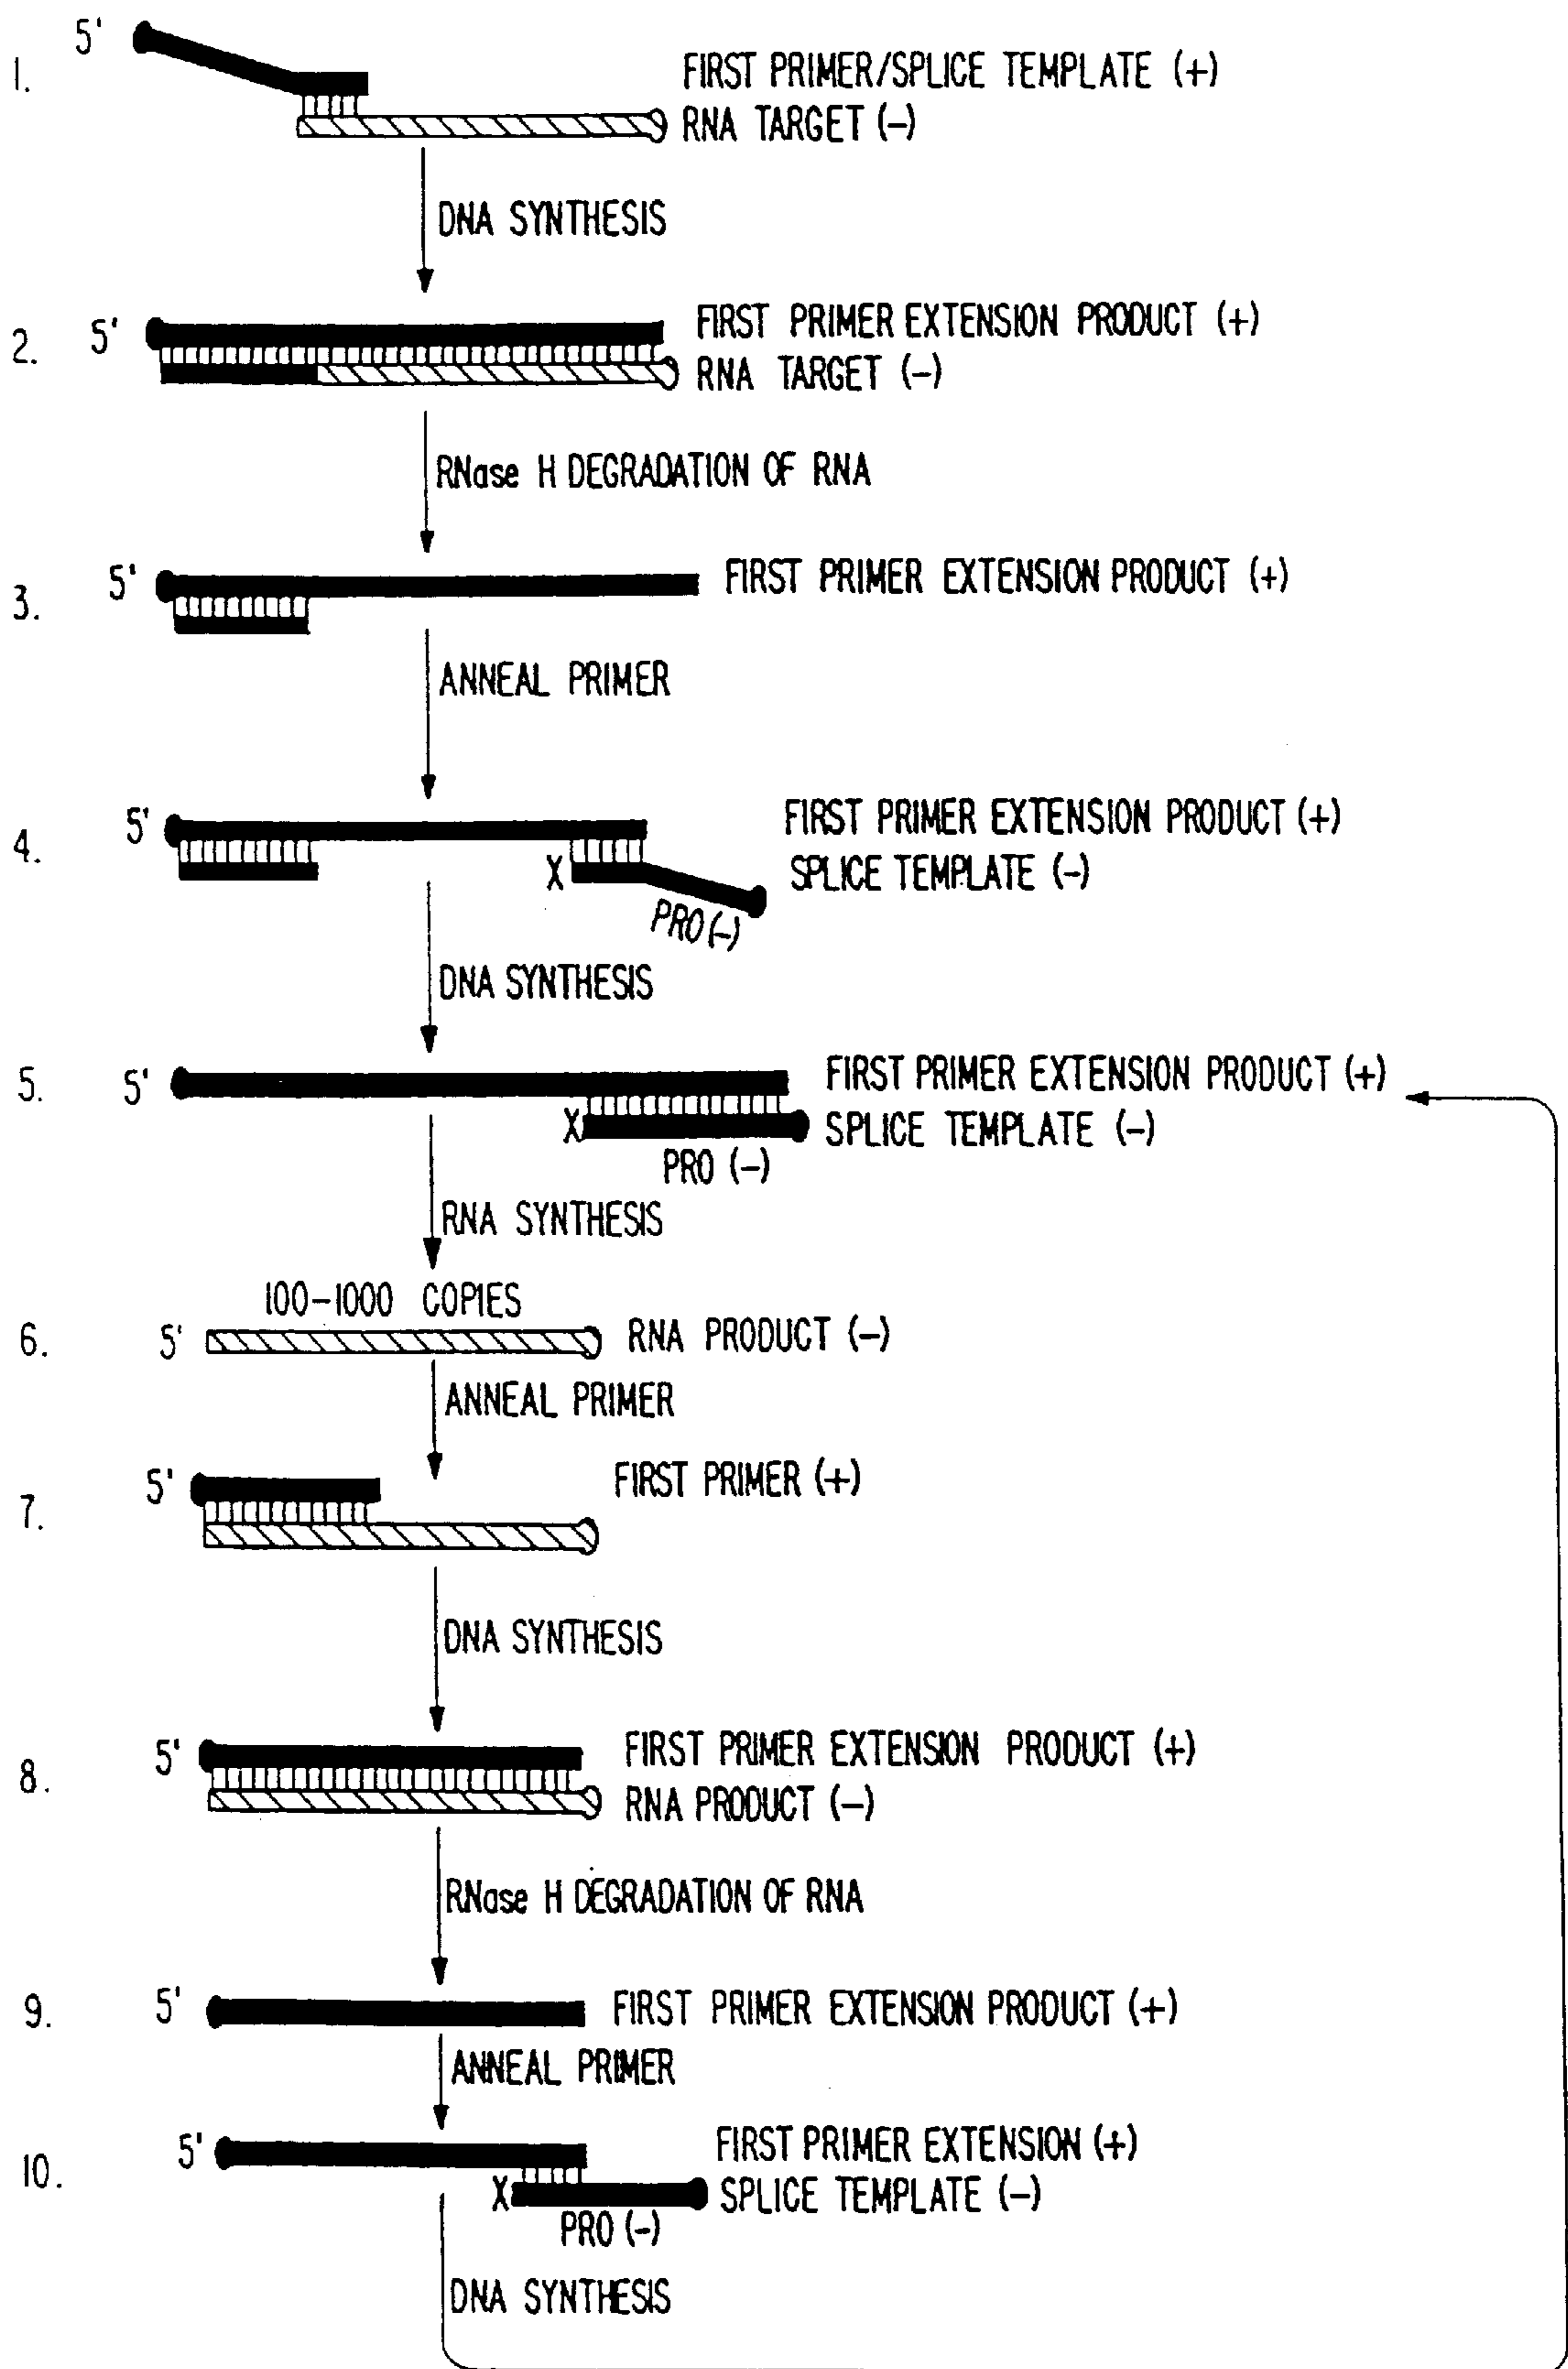 1.
5'
FIRST PRIMER/SPLICE TEMPLATE (+)
RNA TARGET (–)
DNA SYNTHESIS
2.
5'
FIRST PRIMER EXTENSION PRODUCT (+)
RNA TARGET (–)
RNase H DEGRADATION OF RNA
3.
5'
FIRST PRIMER EXTENSION PRODUCT (+)
ANNEAL PRIMER
4.
5'
FIRST PRIMER EXTENSION PRODUCT (+)
X
SPLICE TEMPLATE (–)
PRO (–)
DNA SYNTHESIS
5.
5'
FIRST PRIMER EXTENSION PRODUCT (+)
X
SPLICE TEMPLATE (–)
PRO (–)
RNA SYNTHESIS
100–1000 COPIES
6.
5'
RNA PRODUCT (–)
ANNEAL PRIMER
7.
5'
FIRST PRIMER (+)
DNA SYNTHESIS
8.
5'
FIRST PRIMER EXTENSION PRODUCT (+)
RNA PRODUCT (–)
RNase H DEGRADATION OF RNA
9.
5'
FIRST PRIMER EXTENSION PRODUCT (+)
ANNEAL PRIMER
10.
5'
FIRST PRIMER EXTENSION (+)
X
SPLICE TEMPLATE (–)
PRO (–)
DNA SYNTHESIS